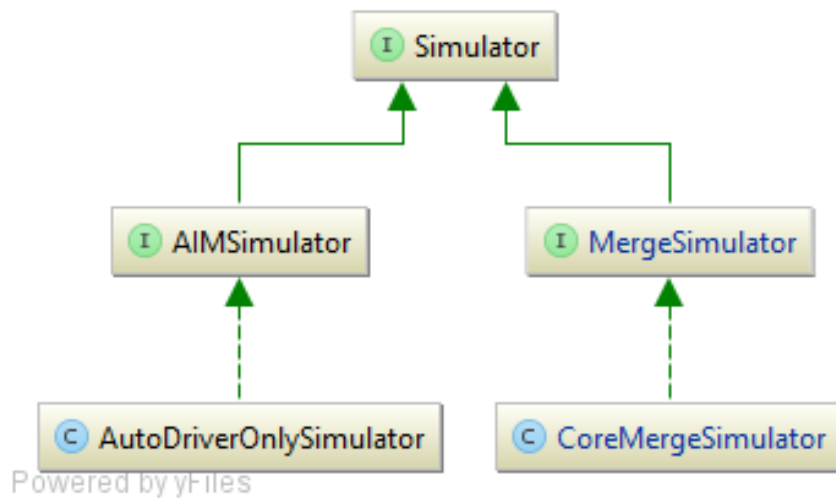 I Simulator
I AIMSimulator
I MergeSimulator
C AutoDriverOnlySimulator
C CoreMergeSimulator
Powered by yFiles